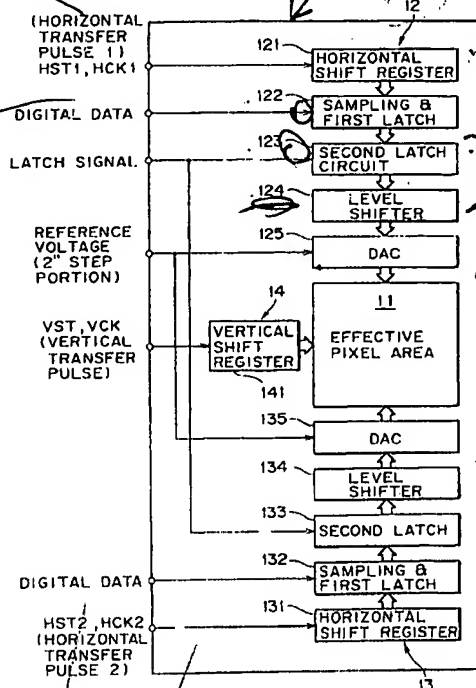 (HORIZONTAL
TRANSFER
PULSE 1)
HST1, HCK1
12
121
HORIZONTAL
SHIFT REGISTER
DIGITAL DATA
122
SAMPLING &
FIRST LATCH
LATCH SIGNAL
123
SECOND LATCH
CIRCUIT
124
LEVEL
SHIFTER
REFERENCE
VOLTAGE
(2" STEP
PORTION)
125
DAC
VST, VCK
(VERTICAL
TRANSFER
PULSE)
14
VERTICAL
SHIFT
REGISTER
141
11
EFFECTIVE
PIXEL AREA
135
DAC
134
LEVEL
SHIFTER
133
SECOND LATCH
132
SAMPLING &
FIRST LATCH
DIGITAL DATA
131
HORIZONTAL
SHIFT REGISTER
HST2, HCK2
(HORIZONTAL
TRANSFER
PULSE 2)
13